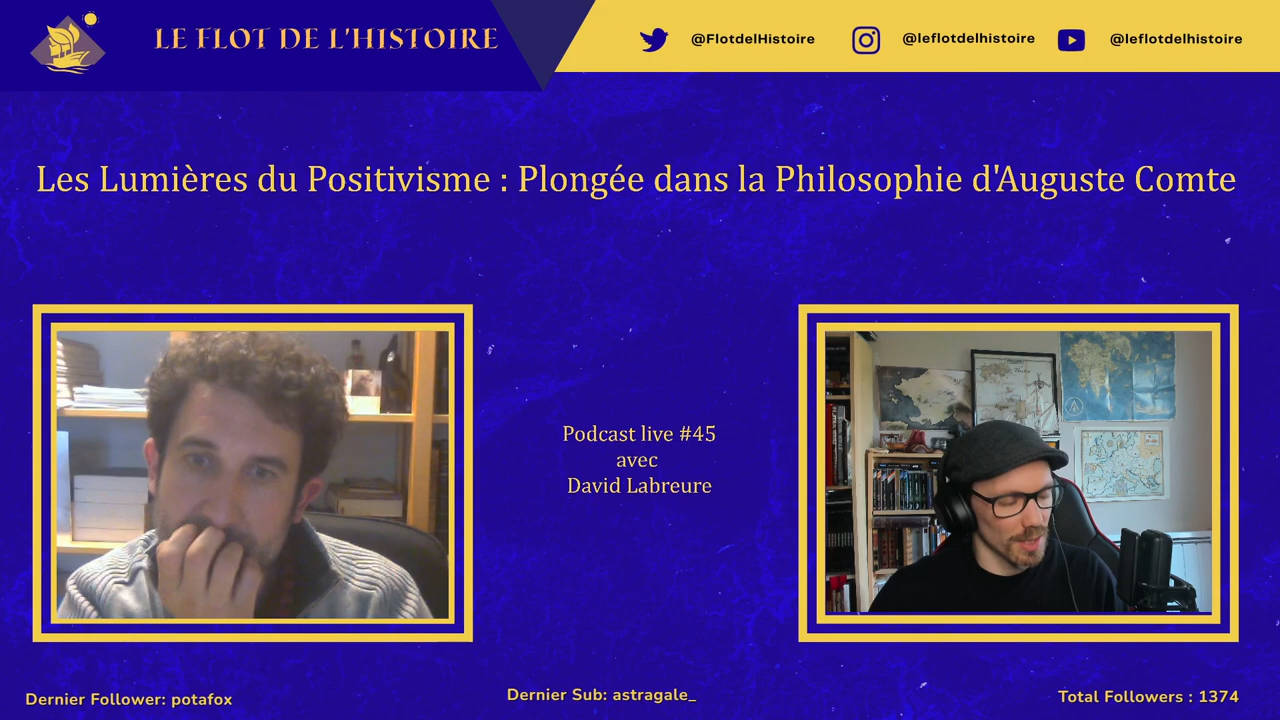 LE FLOT DE L'HISTOIRE
@FlotdelHistoire
@leflotdelhistoire
@leflotdelhistoire
Les Lumières du Positivisme : Plongée dans la Philosophie d'Auguste Comte
Podcast live #45
avec
David Labreure
Dernier Follower: potafox
Dernier Sub: astragale_
Total Followers : 1374